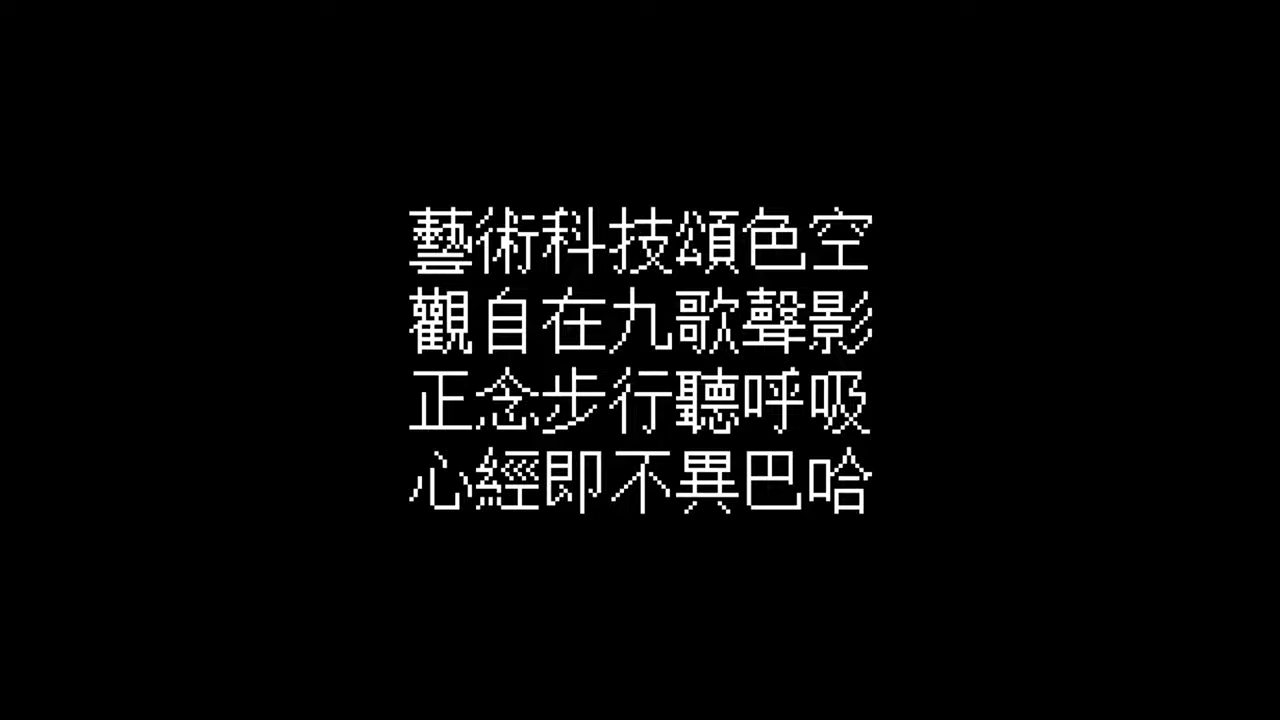 藝術科技頌色空
觀自在九歌聲影
正念步行聽呼吸
心經即不異巴哈